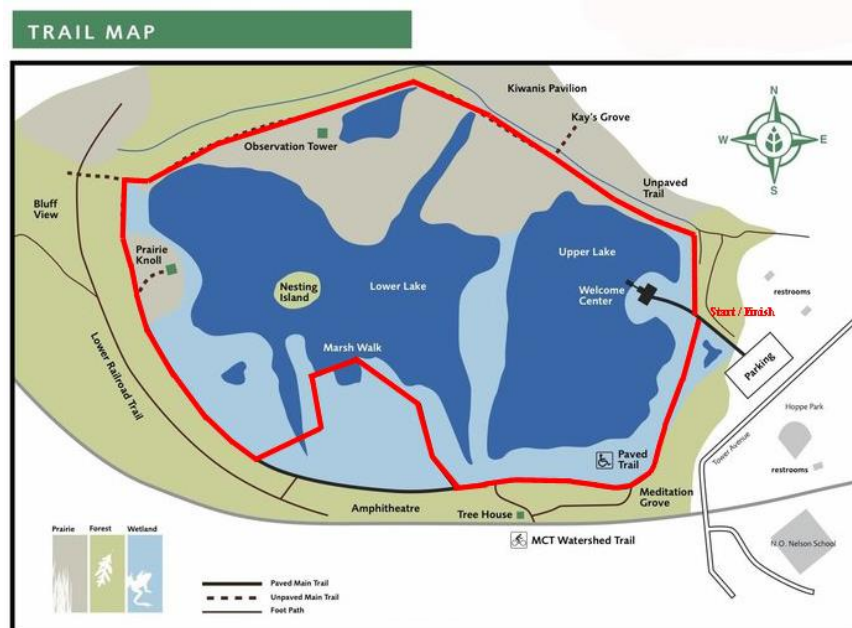 TRAIL MAP
Kiwanis Pavilion
Kay's Grove
N
W
E
S
Observation Tower
Unpaved
Trail
Bluff
View
Prairie
Knoll
Upper Lake
Nesting
Island
Lower Lake
Welcome
Center
restrooms
Start / Finish
Marsh Walk
Parking
Lower Railroad Trail
Hoppe Park
Tower Avenue
Paved
Trail
restrooms
Meditation
Grove
Amphitheatre
Tree House
MCT Watershed Trail
N.O. Nelson School
Prairie
Forest
Wetland
Paved Main Trail
Unpaved Main Trail
Foot Path